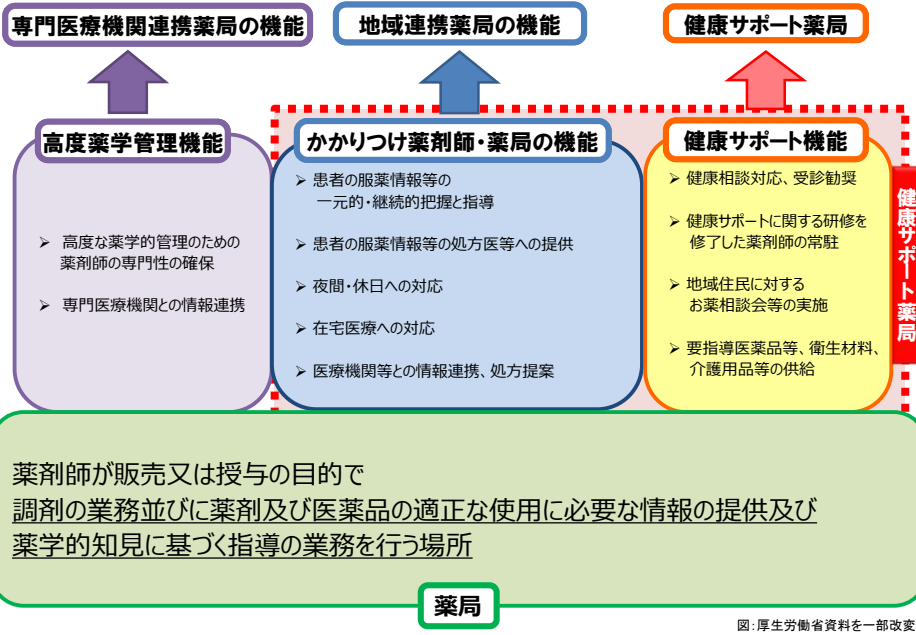 専門医療機関連携薬局の機能
地域連携薬局の機能
健康サポート薬局
高度薬学管理機能
➢ 高度な薬学的管理のための
薬剤師の専門性の確保
➢ 専門医療機関との情報連携
かかりつけ薬剤師・薬局の機能
➢ 患者の服薬情報等の
一元的・継続的把握と指導
➢ 患者の服薬情報等の処方医等への提供
➢ 夜間・休日への対応
➢ 在宅医療への対応
➢ 医療機関等との情報連携、処方提案
健康サポート機能
➢ 健康相談対応、受診勧奨
➢ 健康サポートに関する研修を
修了した薬剤師の常駐
➢ 地域住民に対する
お薬相談会等の実施
➢ 要指導医薬品等、衛生材料、
介護用品等の供給
健康サポート薬局
薬剤師が販売又は授与の目的で
調剤の業務並びに薬剤及び医薬品の適正な使用に必要な情報の提供及び
薬学的知見に基づく指導の業務を行う場所
薬局
図:厚生労働省資料を一部改変